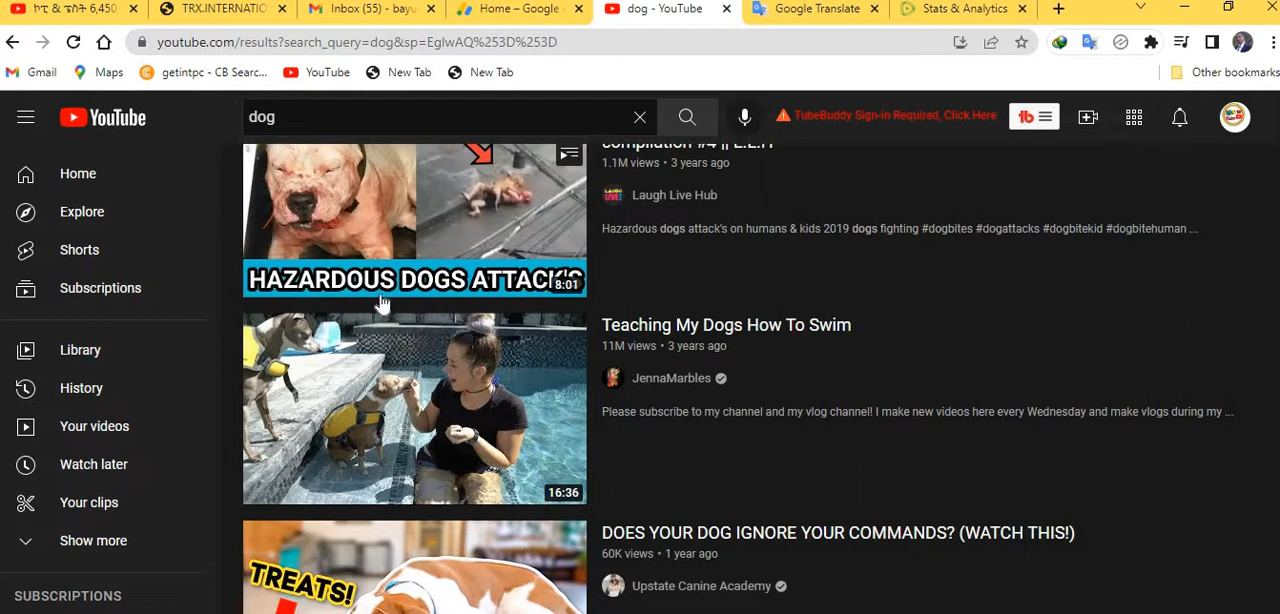 ኮፒ & ፔስት 6,450
TRX.INTERNATIO
Inbox (55) - bayu
Home – Google
dog - YouTube
Google Translate
Stats & Analytics
youtube.com/results?search_query=dog&sp=EgIwAQ%253D%253D
Gmail
Maps
getintpc - CB Sear...
YouTube
New Tab
New Tab
Other bookmarks
YouTube
dog
TubeBuddy Sign-in Required, Click Here
tb
Home
Explore
Shorts
Subscriptions
Library
History
Your videos
Watch later
Your clips
Show more
SUBSCRIPTIONS
HAZARDOUS DOGS ATTACK'S
8:01
compilation #4 ||
1.1M views • 3 years ago
Laugh Live Hub
Hazardous dogs attack's on humans & kids 2019 dogs fighting #dogbites #dogattacks #dogbitekid #dogbitehuman ...
16:36
Teaching My Dogs How To Swim
11M views • 3 years ago
JennaMarbles
Please subscribe to my channel and my vlog channel! I make new videos here every Wednesday and make vlogs during my ...
TREATS!
DOES YOUR DOG IGNORE YOUR COMMANDS? (WATCH THIS!)
60K views • 1 year ago
Upstate Canine Academy